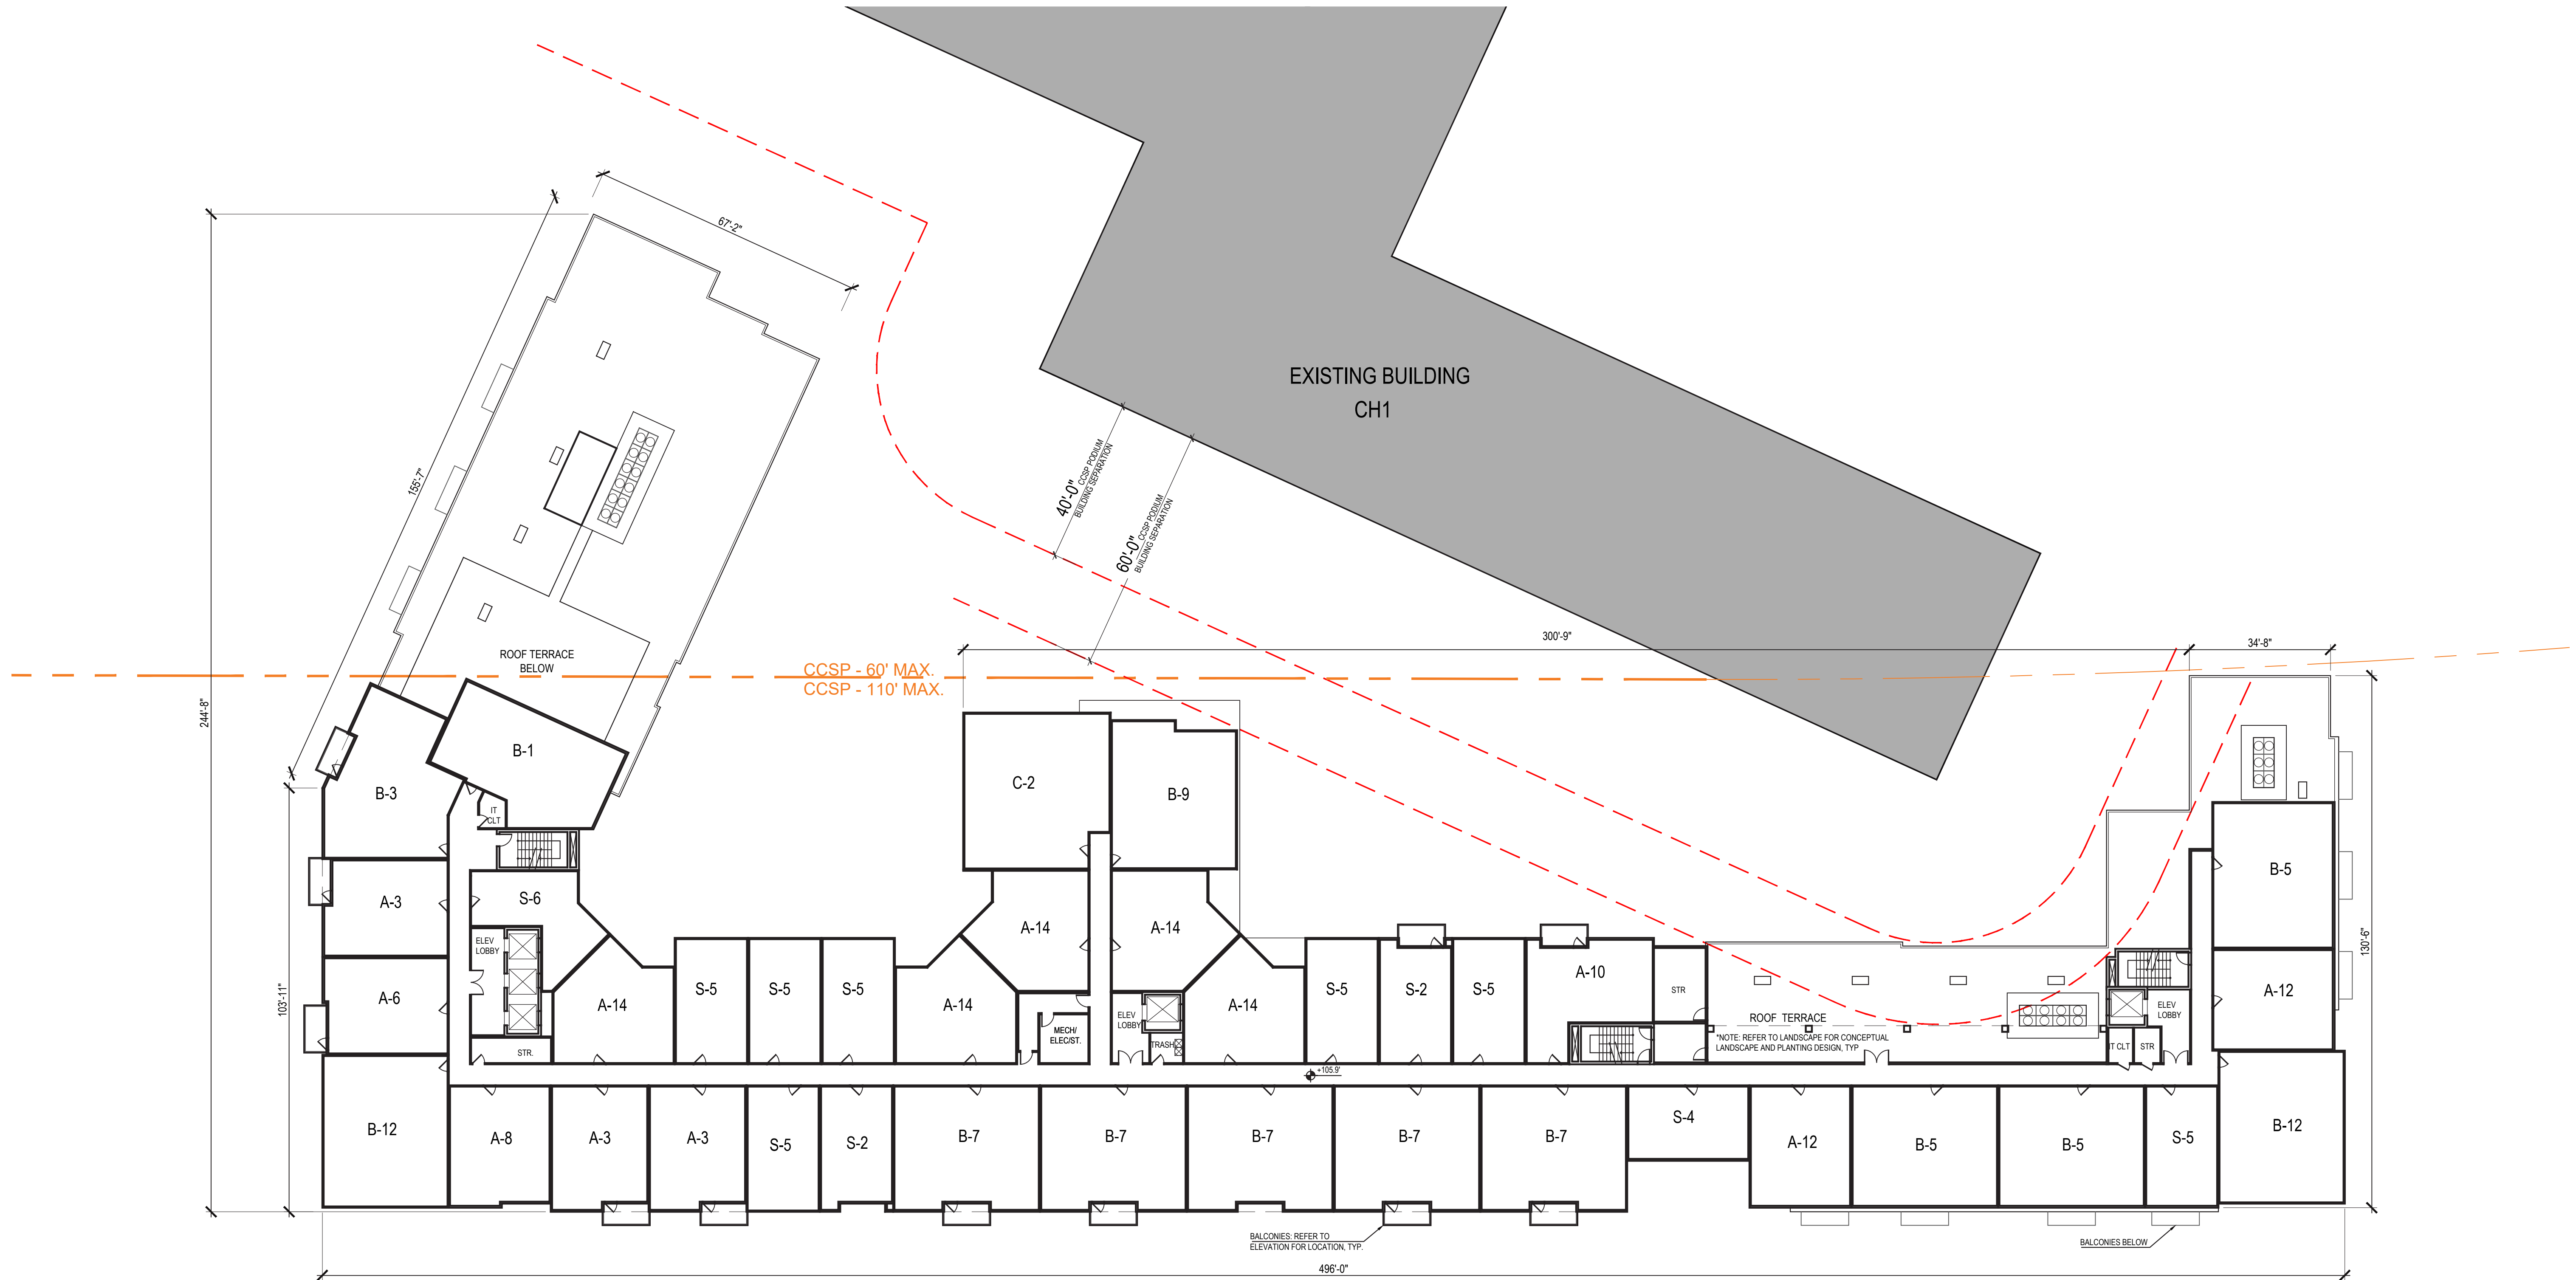 67'-2"
EXISTING BUILDING
CH1
155'-7"
40'-0" CCSP PODIUM
BUILDING SEPARATION
60'-0" CCSP PODIUM
BUILDING SEPARATION
300'-9"
34'-8"
ROOF TERRACE
BELOW
CCSP - 60' MAX.
CCSP - 110' MAX.
244'-8"
B-1
B-3
C-2
B-9
IT
CLT
B-5
A-3
S-6
A-14
A-14
ELEV
LOBBY
130'-6"
A-10
S-5
S-5
S-5
S-5
S-2
S-5
STR
A-12
A-6
103'-11"
A-14
A-14
A-14
ELEV
LOBBY
ELEV
LOBBY
ROOF TERRACE
MECH/
ELEC/ST.
TRASH
*NOTE: REFER TO LANDSCAPE FOR CONCEPTUAL
LANDSCAPE AND PLANTING DESIGN, TYP
IT CLT
STR
STR.
+105.9'
B-12
A-8
A-3
A-3
S-5
S-2
B-7
B-7
B-7
B-7
B-7
S-4
A-12
B-5
B-5
S-5
B-12
BALCONIES: REFER TO
ELEVATION FOR LOCATION, TYP.
BALCONIES BELOW
496'-0"